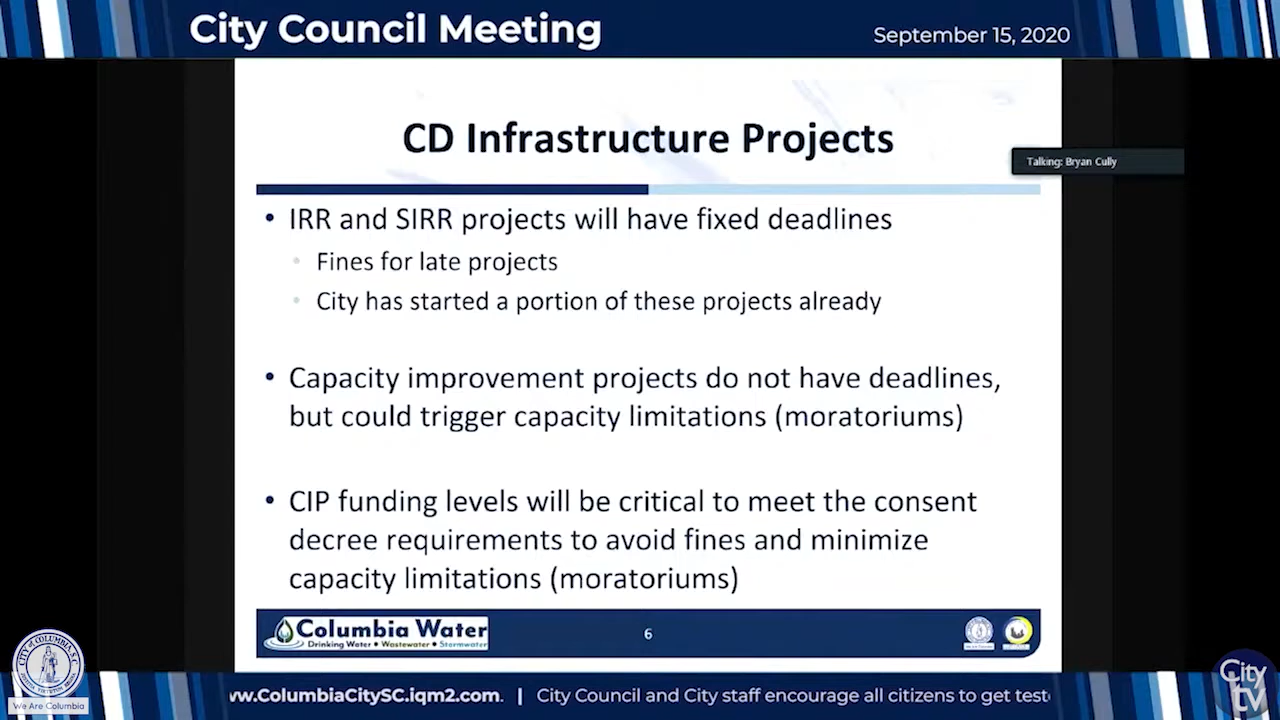 City Council Meeting
September 15, 2020
CD Infrastructure Projects
Talking: Bryan Cully
• IRR and SIRR projects will have fixed deadlines
• Fines for late projects
• City has started a portion of these projects already
• Capacity improvement projects do not have deadlines,
but could trigger capacity limitations (moratoriums)
• CIP funding levels will be critical to meet the consent
decree requirements to avoid fines and minimize
capacity limitations (moratoriums)
Columbia Water
Drinking Water • Wastewater • Stormwater
6
We Are Columbia
ww.ColumbiaCitySC.iqm2.com. | City Council and City staff encourage all citizens to get test
City
tv